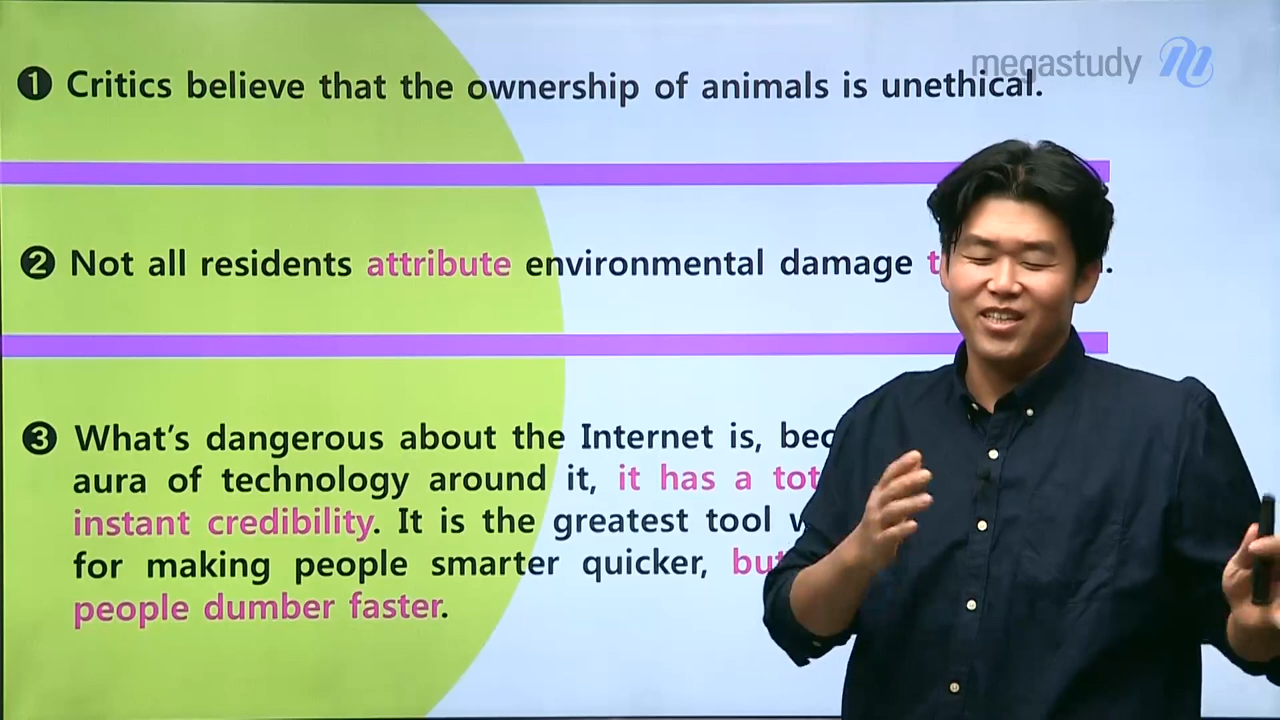 megastudy
❶ Critics believe that the ownership of animals is unethical.
❷ Not all residents attribute environmental damage
❸ What's dangerous about the Internet is,
aura of technology around it, it has a
instant credibility. It is the greatest tool
for making people smarter quicker,
people dumber faster.